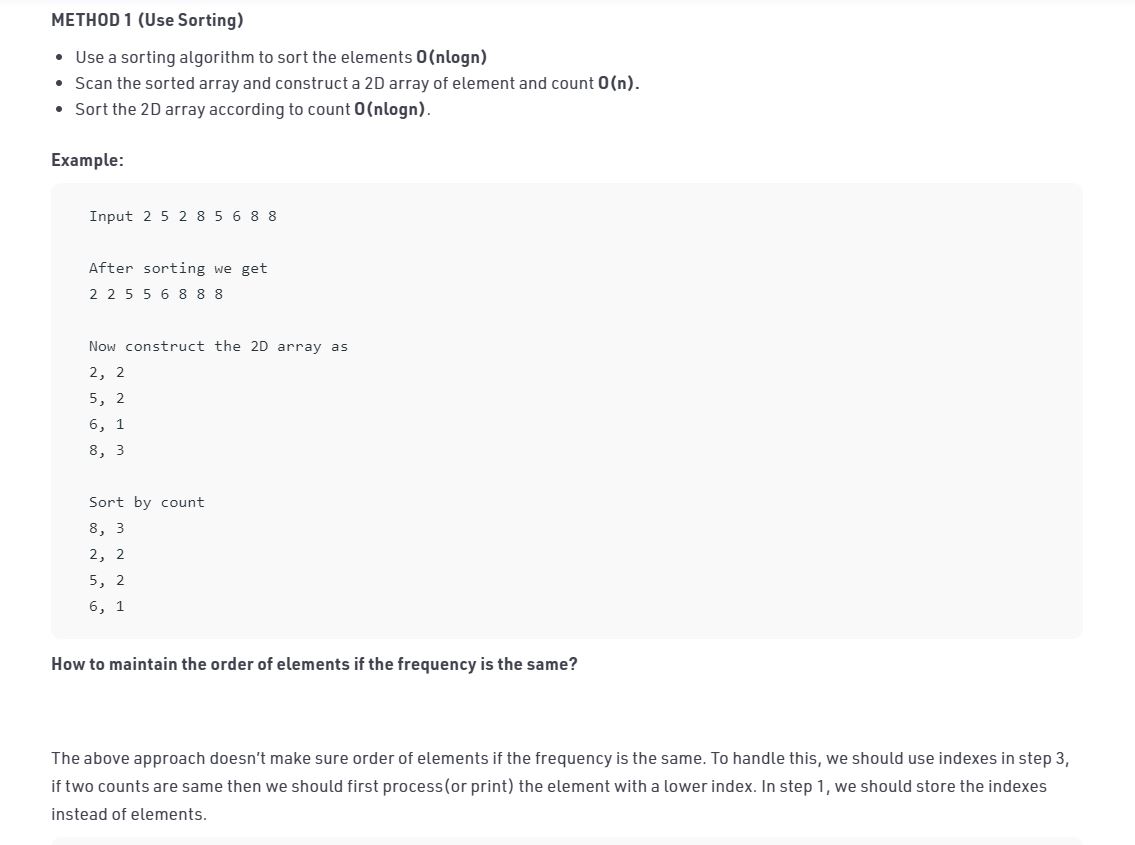 METHOD 1 (Use Sorting)
• Use a sorting algorithm to sort the elements O(nlogn)
• Scan the sorted array and construct a 2D array of element and count O(n).
• Sort the 2D array according to count O(nlogn).
Example:
Input 2 5 2 8 5 6 8 8
After sorting we get
2 2 5 5 6 8 8 8
Now construct the 2D array as
2, 2
5, 2
6, 1
8, 3
Sort by count
8, 3
2, 2
5, 2
6, 1
How to maintain the order of elements if the frequency is the same?
The above approach doesn’t make sure order of elements if the frequency is the same. To handle this, we should use indexes in step 3,
if two counts are same then we should first process(or print) the element with a lower index. In step 1, we should store the indexes
instead of elements.